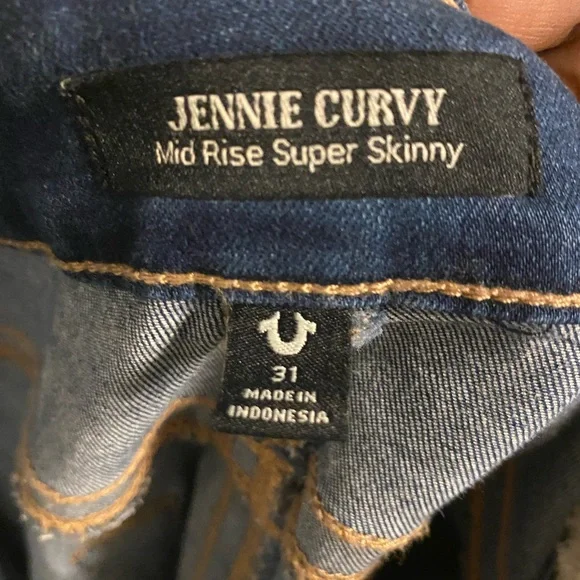 JENNIE CURVY
Mid Rise Super Skinny
31
MADE IN
INDONESIA